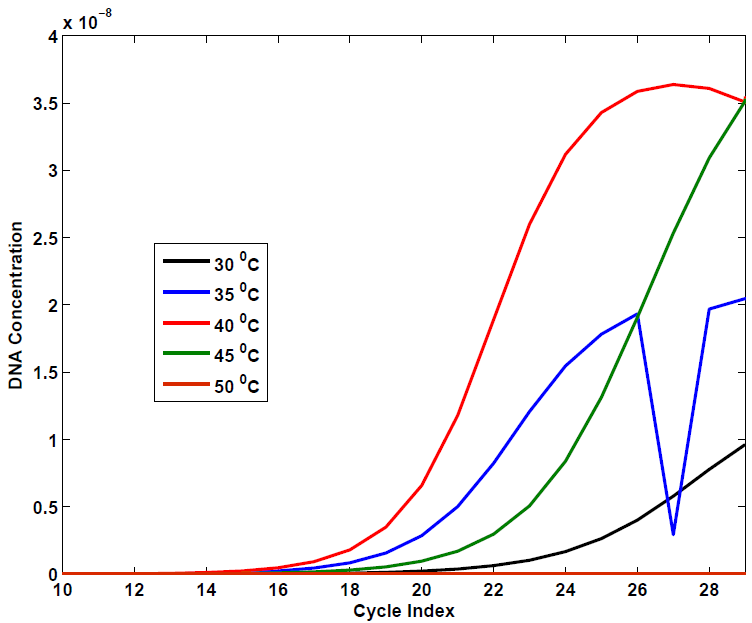 x 10⁻⁸
4
3.5
3
2.5
2
1.5
1
0.5
0
DNA Concentration
30 ⁰C
35 ⁰C
40 ⁰C
45 ⁰C
50 ⁰C
10 12 14 16 18 20 22 24 26 28
Cycle Index